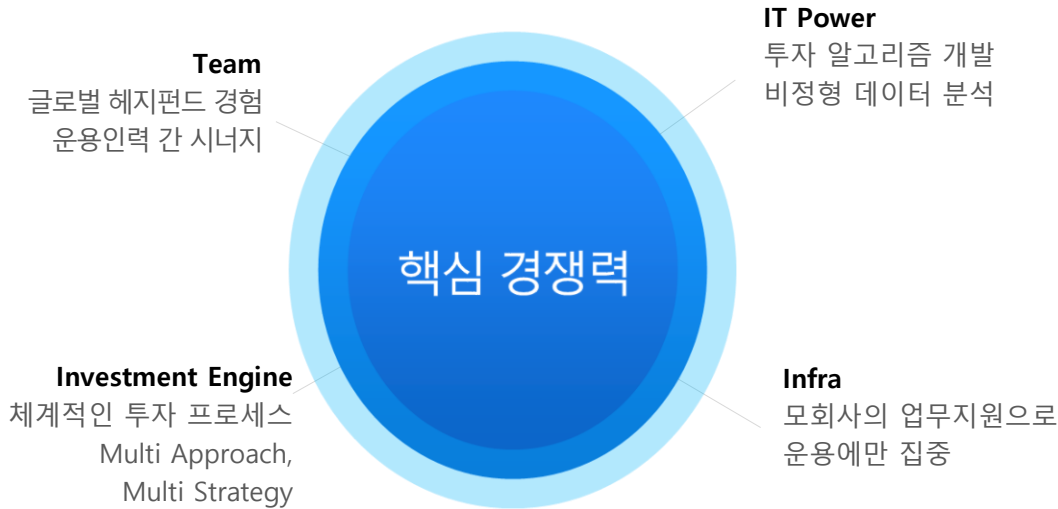 Team
글로벌 헤지펀드 경험
운용인력 간 시너지
IT Power
투자 알고리즘 개발
비정형 데이터 분석
핵심 경쟁력
Investment Engine
체계적인 투자 프로세스
Multi Approach,
Multi Strategy
Infra
모회사의 업무지원으로
운용에만 집중